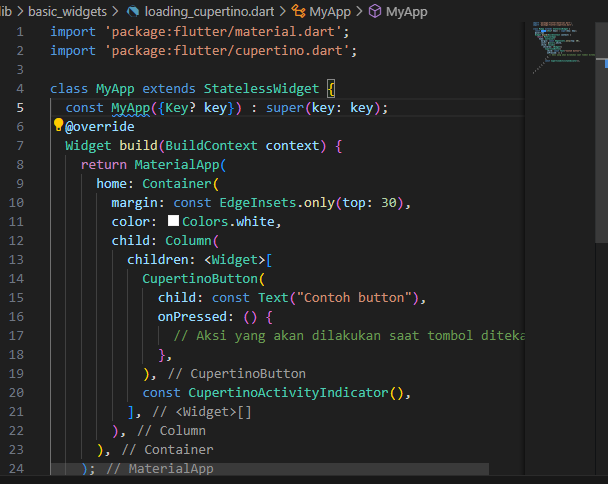 lib > basic_widgets > loading_cupertino.dart > MyApp > MyApp
1 import 'package:flutter/material.dart';
2 import 'package:flutter/cupertino.dart';
3
4 class MyApp extends StatelessWidget {
5 const MyApp({Key? key}) : super(key: key);
6 @override
7 Widget build(BuildContext context) {
8 return MaterialApp(
9 home: Container(
10 margin: const EdgeInsets.only(top: 30),
11 color: Colors.white,
12 child: Column(
13 children: <Widget>[
14 CupertinoButton(
15 child: const Text("Contoh button"),
16 onPressed: () {
17 // Aksi yang akan dilakukan saat tombol diteka
18 },
19 ), // CupertinoButton
20 const CupertinoActivityIndicator(),
21 ], // <Widget>[]
22 ), // Column
23 ), // Container
24 ); // MaterialApp